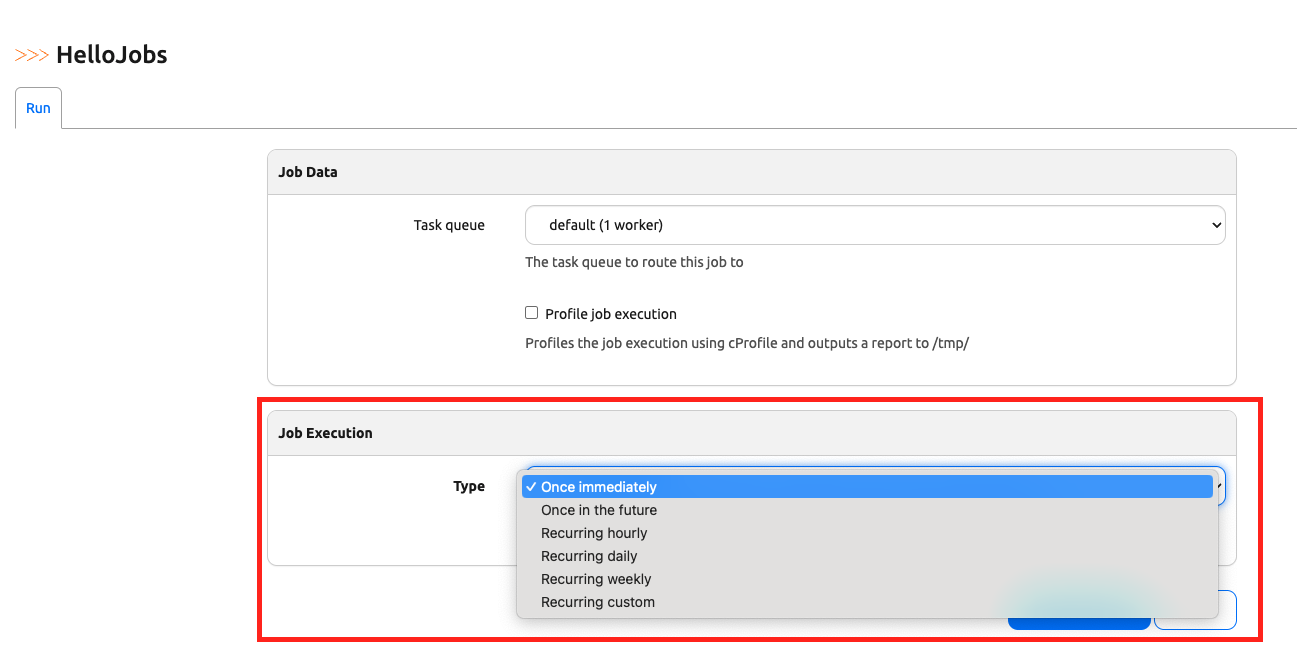 >>> HelloJobs
Run
Job Data
Task queue
default (1 worker)
The task queue to route this job to
Profile job execution
Profiles the job execution using cProfile and outputs a report to /tmp/
Job Execution
Type
✓ Once immediately
Once in the future
Recurring hourly
Recurring daily
Recurring weekly
Recurring custom